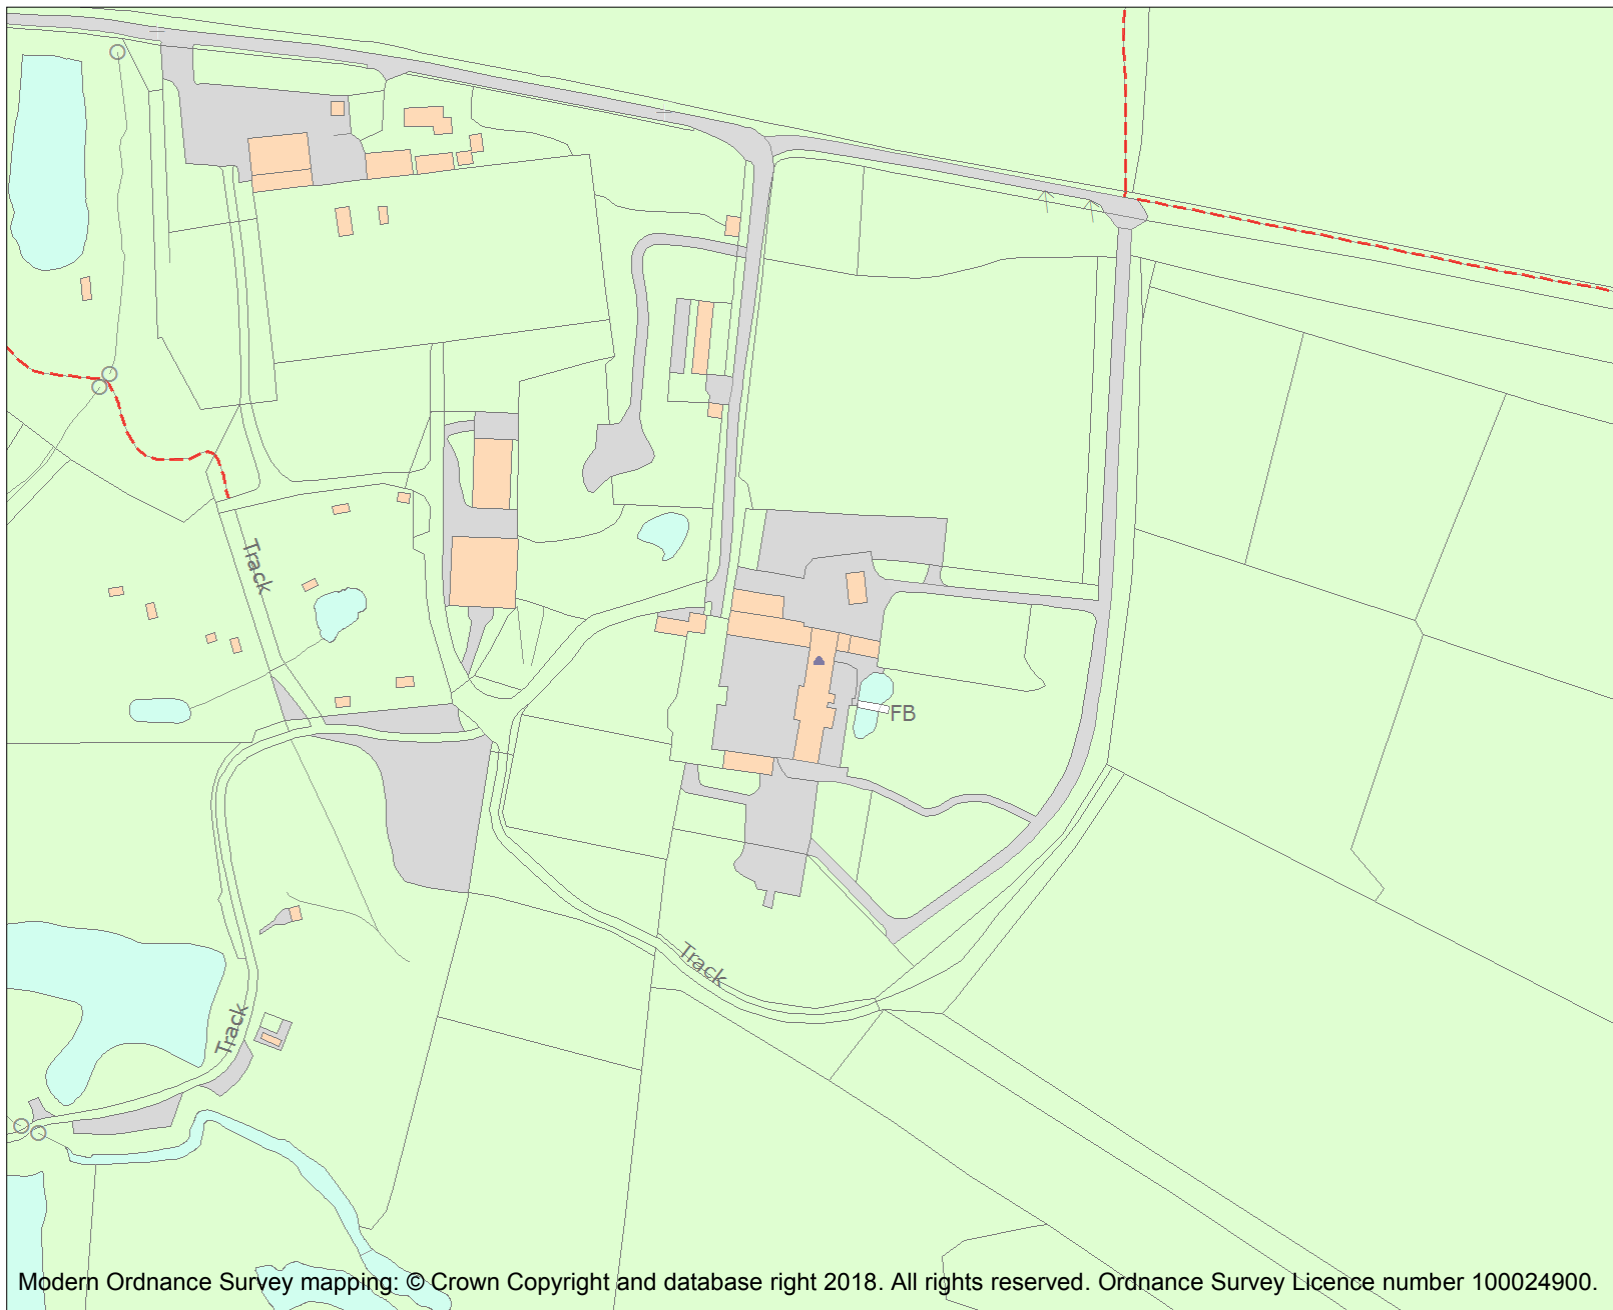 Track
FB
Track
Track
Modern Ordnance Survey mapping: © Crown Copyright and database right 2018. All rights reserved. Ordnance Survey Licence number 100024900.